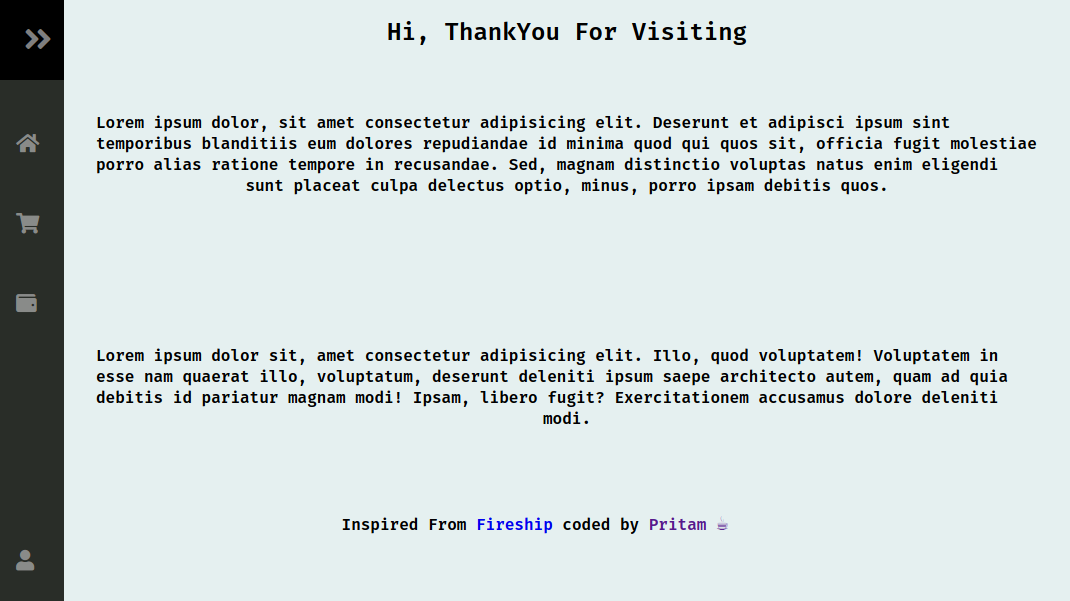 Hi, ThankYou For Visiting
Lorem ipsum dolor, sit amet consectetur adipisicing elit. Deserunt et adipisci ipsum sint
temporibus blanditiis eum dolores repudiandae id minima quod qui quos sit, officia fugit molestiae
porro alias ratione tempore in recusandae. Sed, magnam distinctio voluptas natus enim eligendi
sunt placeat culpa delectus optio, minus, porro ipsam debitis quos.
Lorem ipsum dolor sit, amet consectetur adipisicing elit. Illo, quod voluptatem! Voluptatem in
esse nam quaerat illo, voluptatum, deserunt deleniti ipsum saepe architecto autem, quam ad quia
debitis id pariatur magnam modi! Ipsam, libero fugit? Exercitationem accusamus dolore deleniti
modi.
Inspired From Fireship coded by Pritam ☕